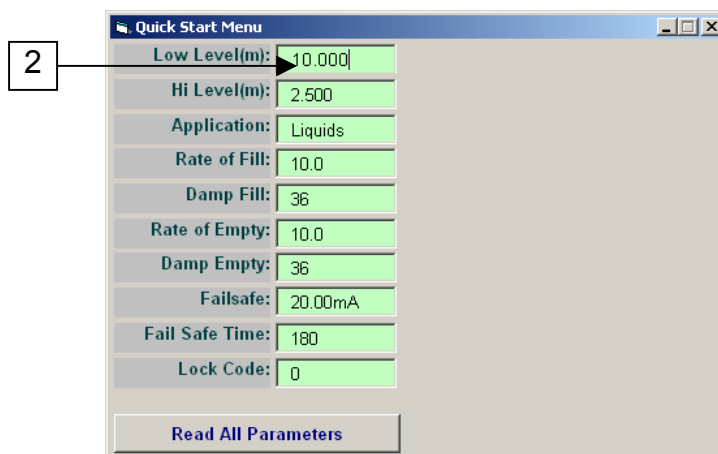 Quick Start Menu
2
Low Level(m): 10.000
Hi Level(m): 2.500
Application: Liquids
Rate of Fill: 10.0
Damp Fill: 36
Rate of Empty: 10.0
Damp Empty: 36
Failsafe: 20.00mA
Fail Safe Time: 180
Lock Code: 0
Read All Parameters